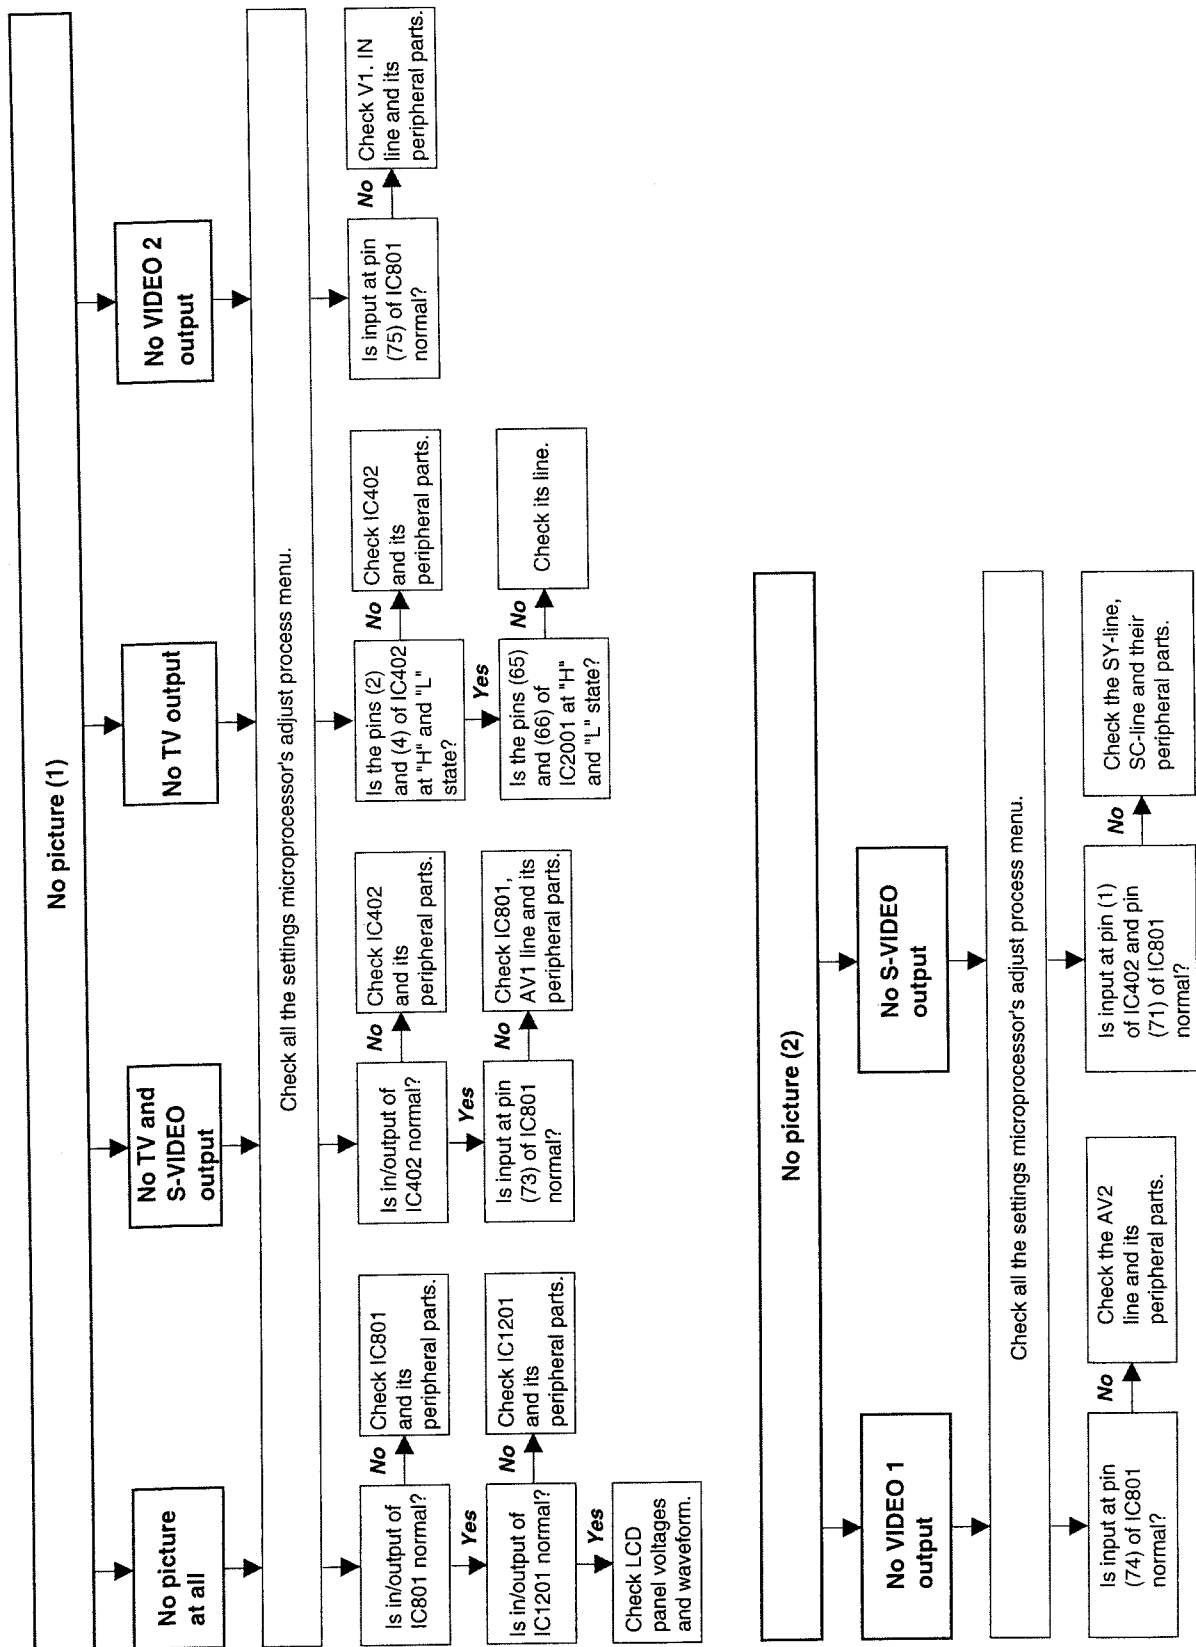 No picture (1)
No picture
at all
No TV and
S-VIDEO
output
No TV output
No VIDEO 2
output
Check all the settings microprocessor's adjust process menu.
Is in/output of
IC801 normal?
No
Check IC801
and its
peripheral parts.
Yes
Is in/output of
IC1201 normal?
No
Check IC1201
and its
peripheral parts.
Yes
Check LCD
panel voltages
and waveform.
Is in/output of
IC402 normal?
No
Check IC402
and its
peripheral parts.
Yes
Is input at pin
(73) of IC801
normal?
No
Check IC801,
AV1 line and its
peripheral parts.
Is the pins (2)
and (4) of IC402
at "H" and "L"
state?
No
Check IC402
and its
peripheral parts.
Yes
Is the pins (65)
and (66) of
IC2001 at "H"
and "L" state?
No
Check its line.
Is input at pin
(75) of IC801
normal?
No
Check V1. IN
line and its
peripheral parts.
No picture (2)
No VIDEO 1
output
No S-VIDEO
output
Check all the settings microprocessor's adjust process menu.
Is input at pin
(74) of IC801
normal?
No
Check the AV2
line and its
peripheral parts.
Is input at pin (1)
of IC402 and pin
(71) of IC801
normal?
No
Check the SY-line,
SC-line and their
peripheral parts.